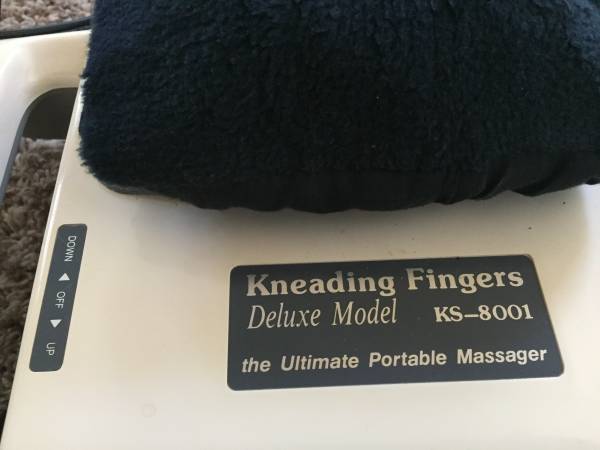 DOWN ◀ OFF ▶ UP
Kneading Fingers
Deluxe Model KS-8001
the Ultimate Portable Massager